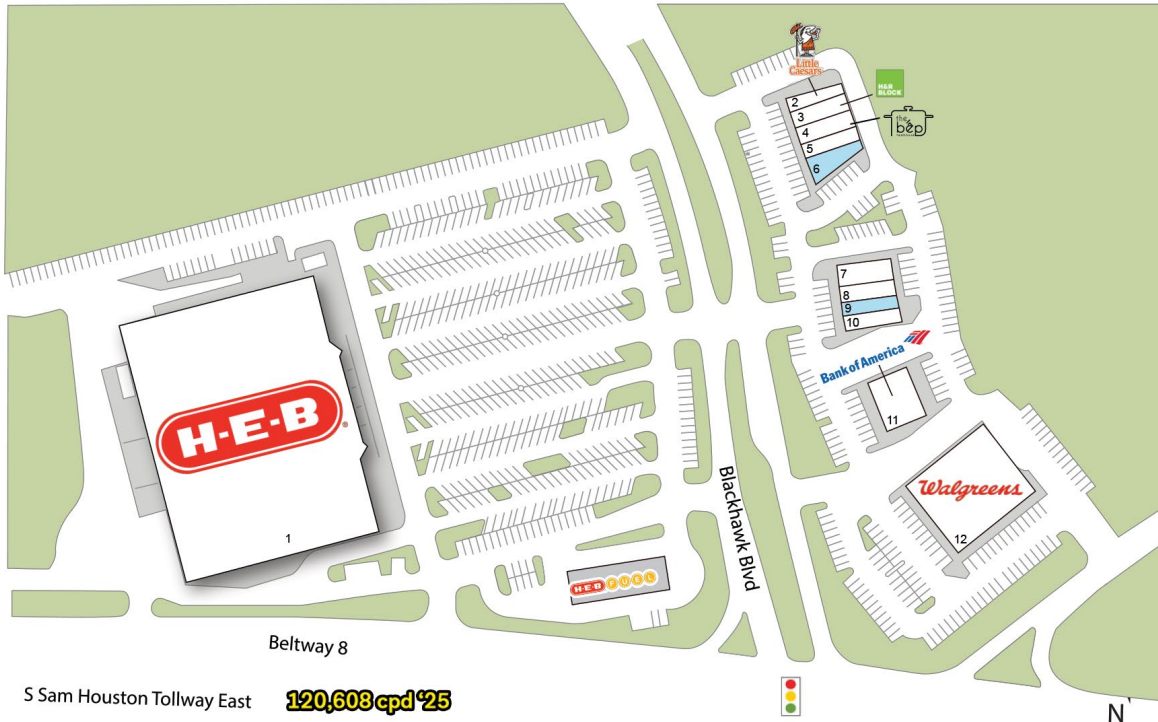 Little
Caesars
H&R
BLOCK
the
bếp
2
3
4
5
6
7
8
9
10
Bank of America
11
H-E-B
Walgreens
12
1
Blackhawk Blvd
H-E-B FUEL
Beltway 8
S Sam Houston Tollway East
120,608 cpd '25
N